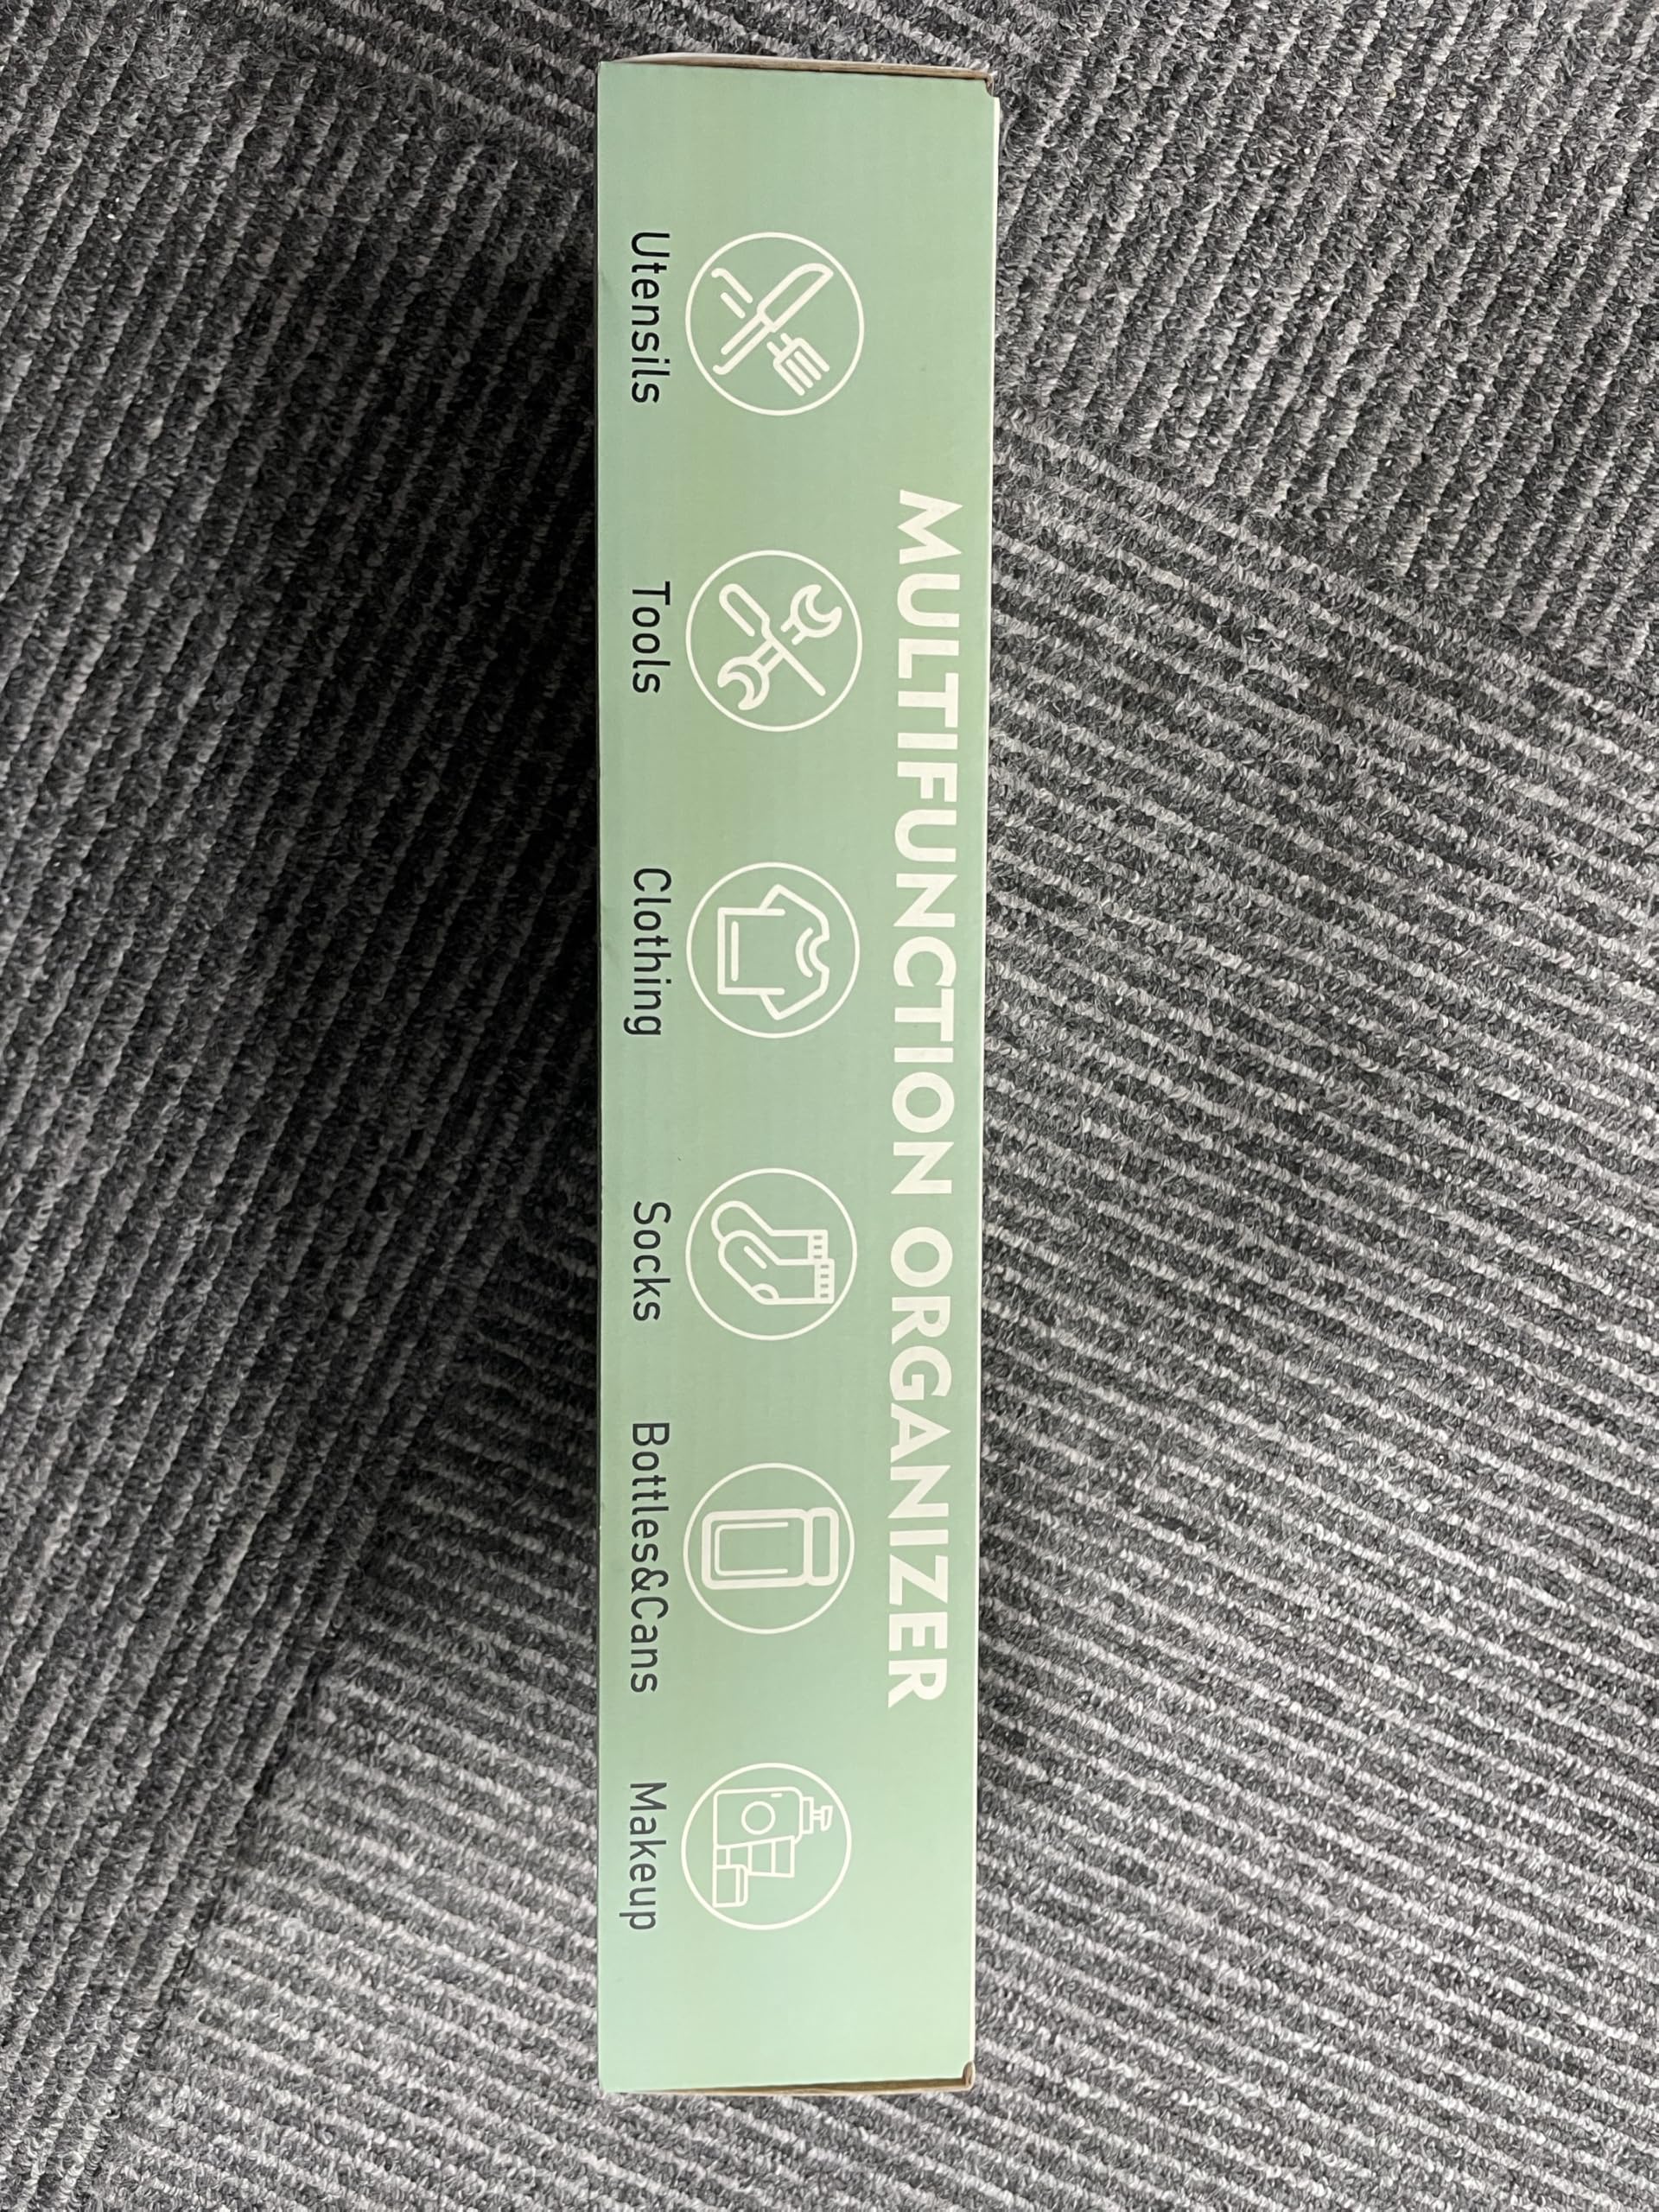 MULTIFUNCTION ORGANIZER
Utensils
Tools
Clothing
Socks
Bottles&Cans
Makeup